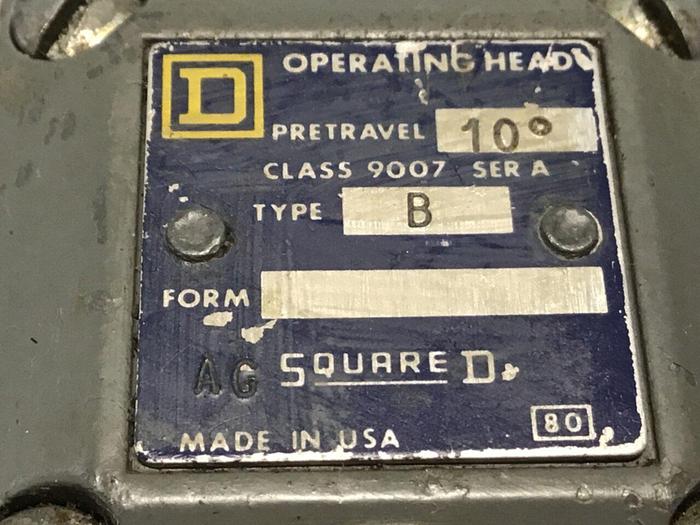 D OPERATING HEAD
PRETRAVEL 10°
CLASS 9007 SER A
TYPE B
FORM
AG SQUARE D
MADE IN USA 80